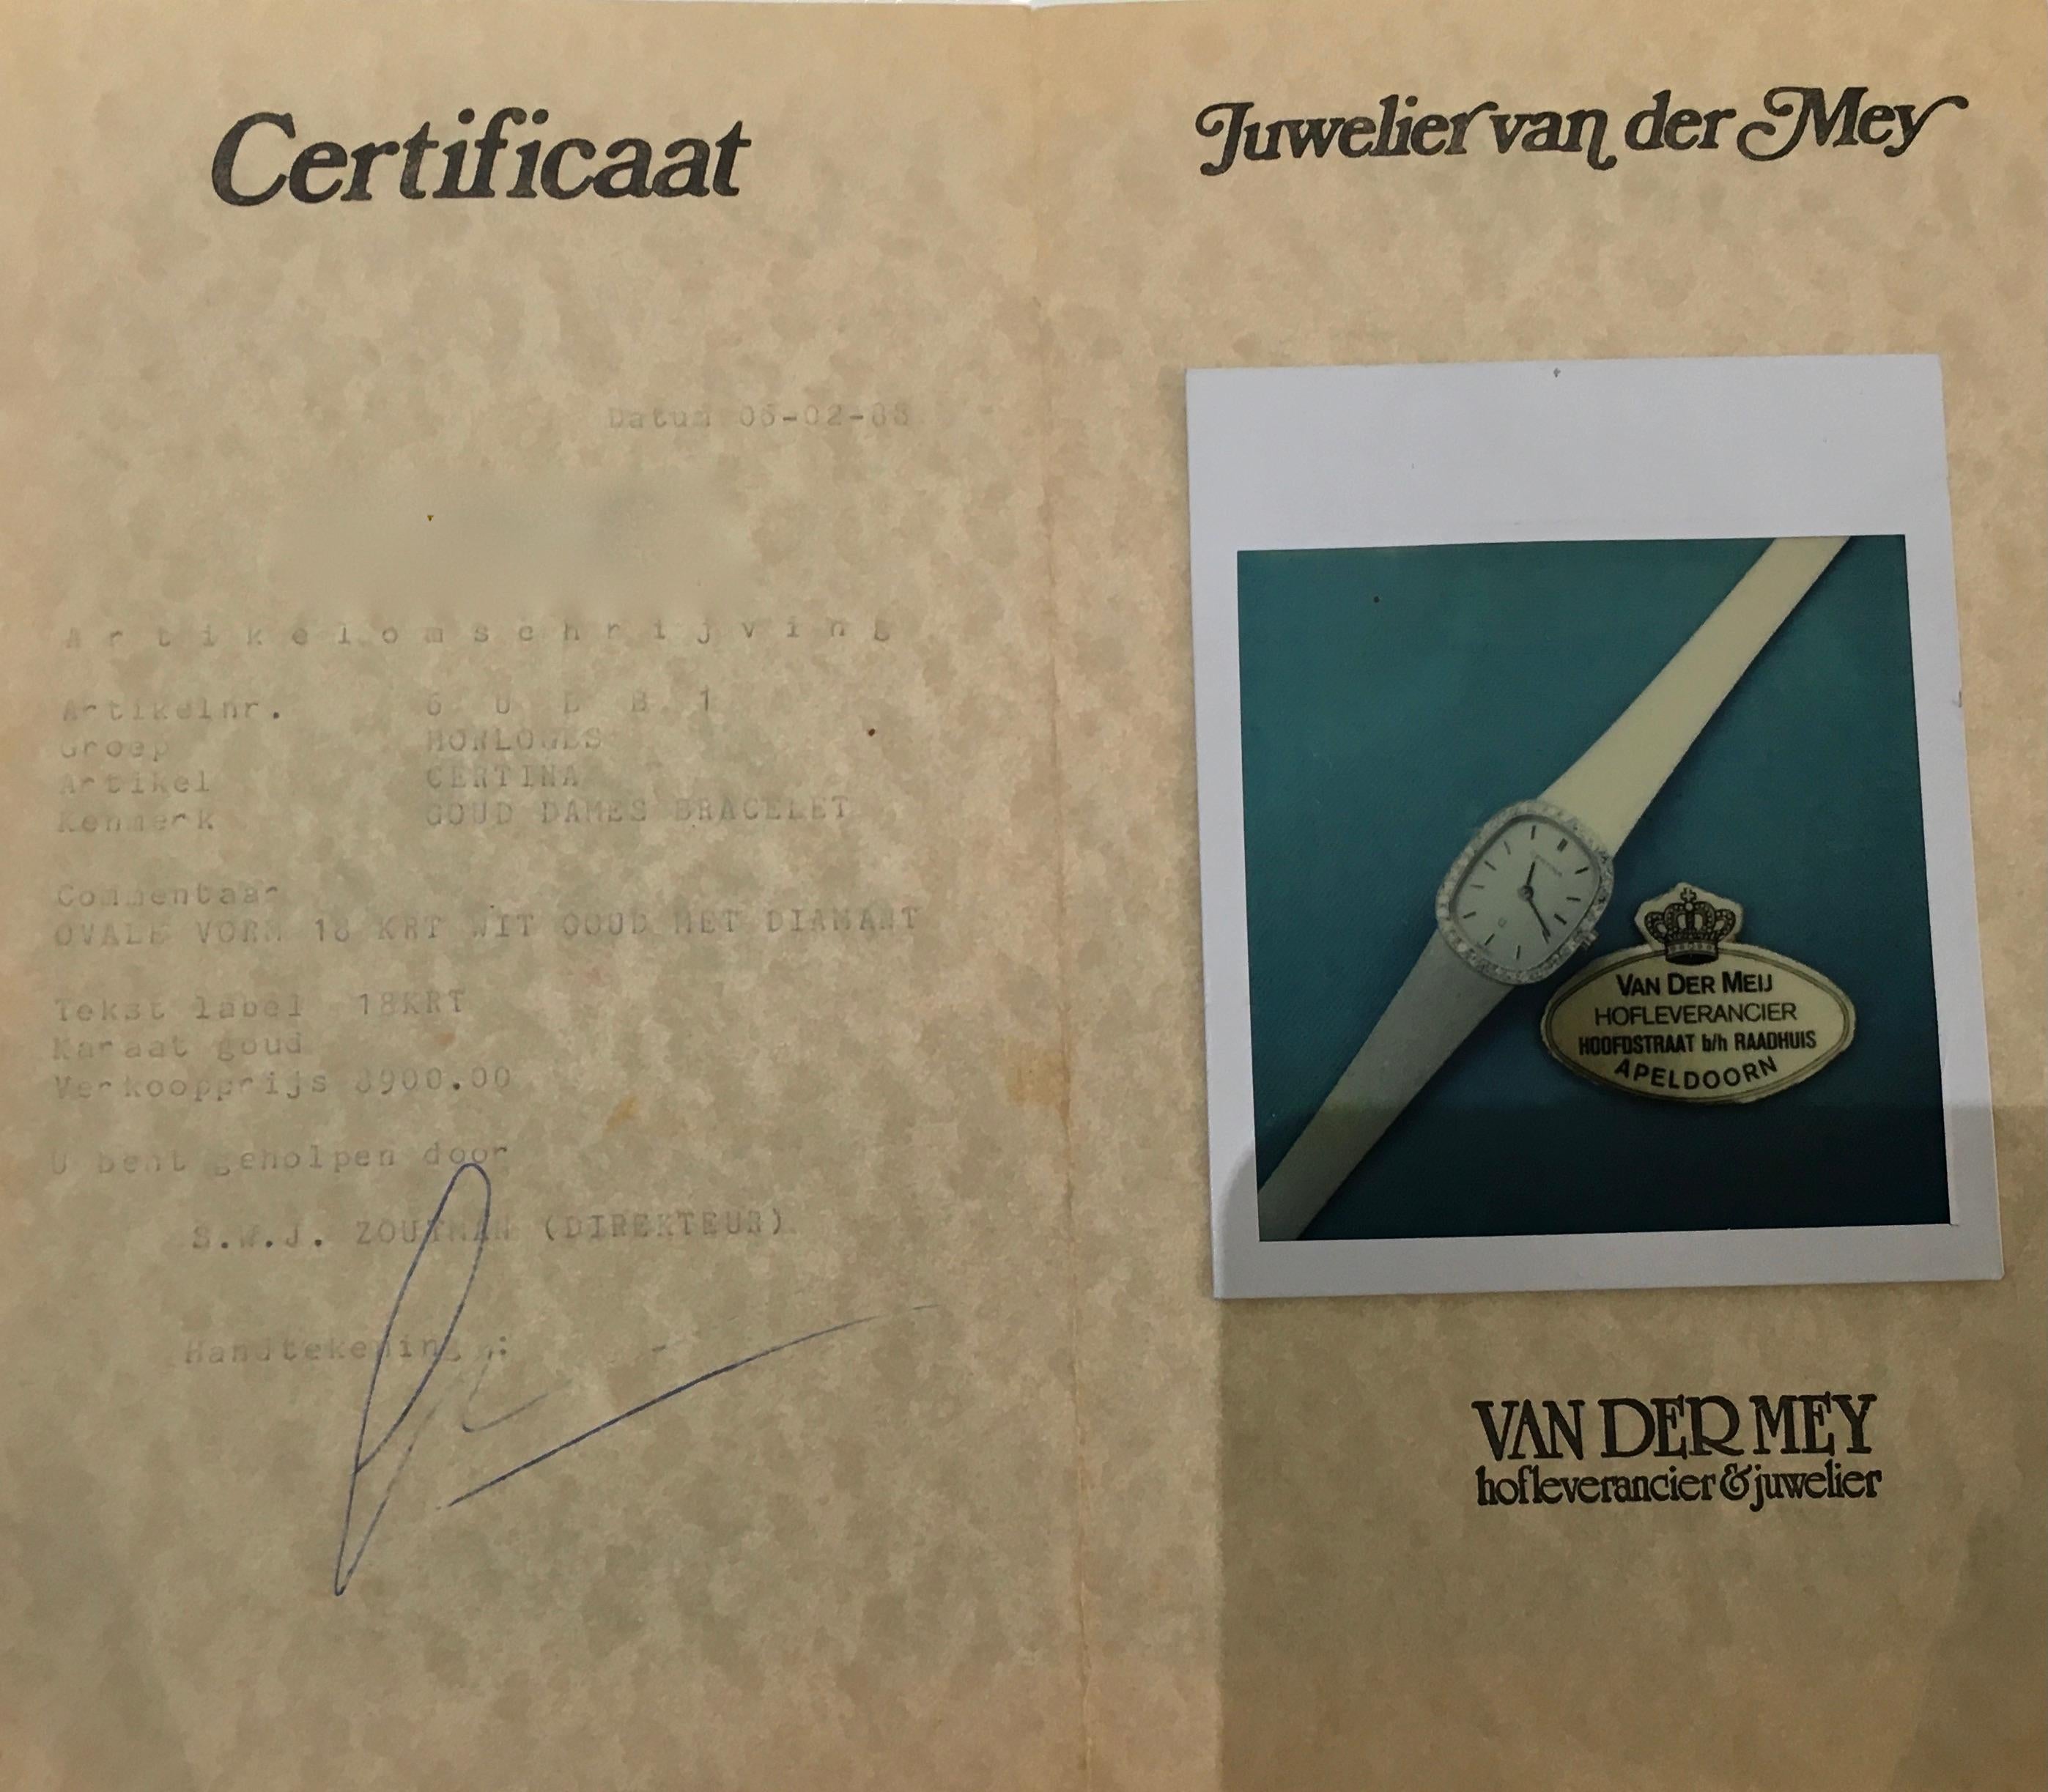 Certificaat
Datum 06-02-88
Artikelomschrijving
Artikelnr.
Groep HORLOGES
Artikel CERTINA
Kenmerk GOUD DAMES BRACELET
Commentaar
OVALE VORM 18 KRT WIT GOUD MET DIAMANT
Tekst label 18KRT
Karaat goud
Verkoopprijs
U bent geholpen door
S.W.J. ZOUTMAN (DIREKTEUR)
Handtekening :
Juwelier van der Mey
VAN DER MEIJ
HOFLEVERANCIER
HOOFDSTRAAT b/h RAADHUIS
APELDOORN
VAN DER MEY
hofleverancier & juwelier